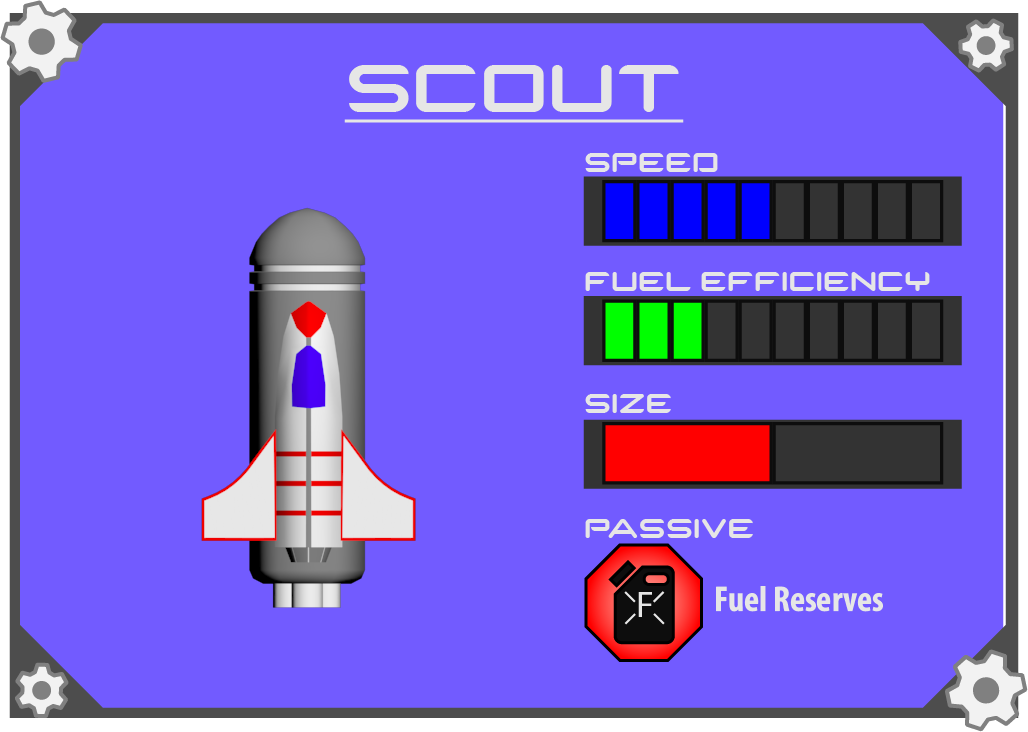 SCOUT
SPEED
FUEL EFFICIENCY
SIZE
PASSIVE
F
Fuel Reserves